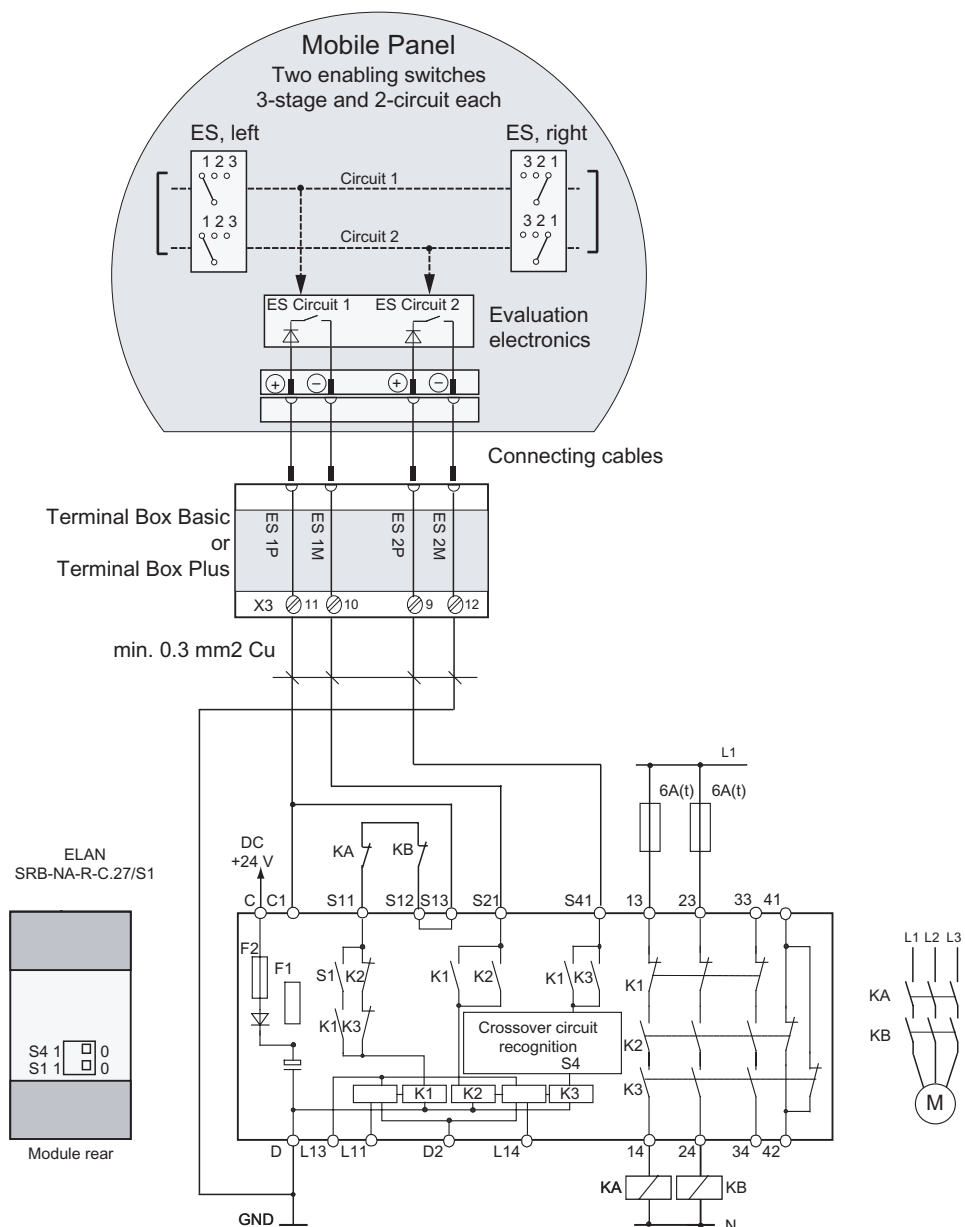 Mobile Panel
Two enabling switches
3-stage and 2-circuit each
ES, left
ES, right
1 2 3
3 2 1
Circuit 1
1 2 3
3 2 1
Circuit 2
ES Circuit 1
ES Circuit 2
Evaluation
electronics
+ − + −
Connecting cables
Terminal Box Basic
or
Terminal Box Plus
ES 1P
ES 1M
ES 2P
ES 2M
X3 11 10 9 12
min. 0.3 mm2 Cu
L1
6A(t) 6A(t)
DC
+24 V
KA
KB
ELAN
SRB-NA-R-C.27/S1
C C1 S11 S12 S13 S21 S41 13 23 33 41
F2
F1
S1 K2
K1 K3
K1 K2
K1 K3
K1
K2
K3
Crossover circuit
recognition
S4
K1 K2 K3
S4 1 0
S1 1 0
Module rear
L1 L2 L3
KA
KB
M
D L13 L11 D2 L14 14 24 34 42
KA KB
GND
N